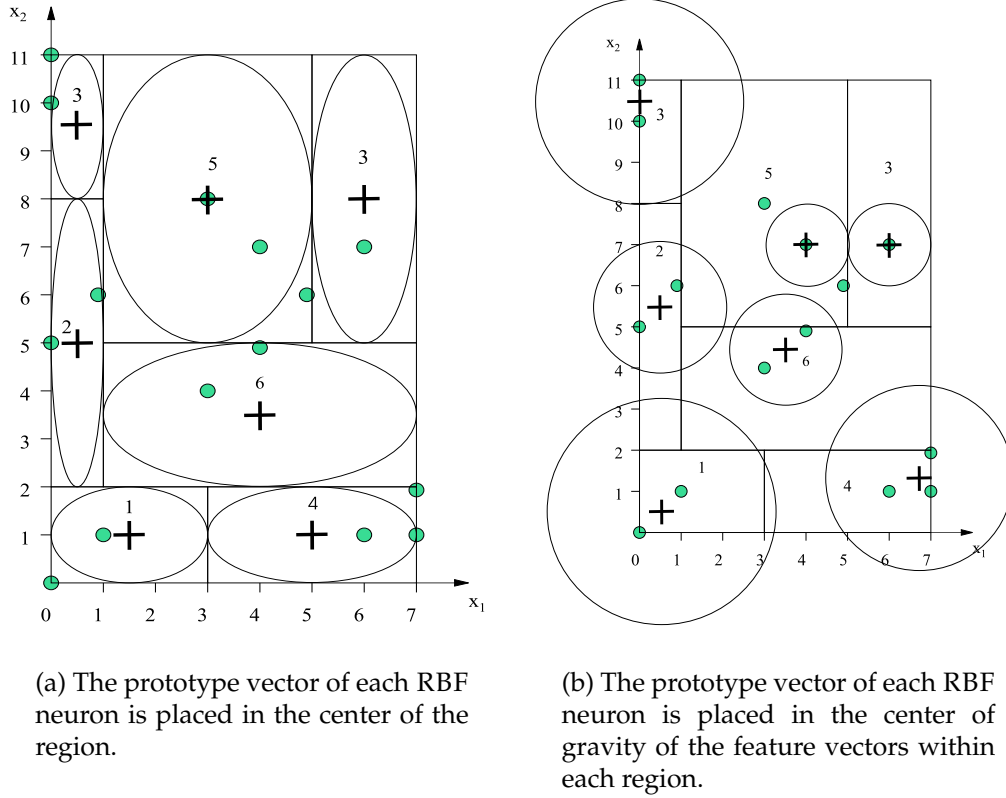 x₂
11
10
9
8
7
6
5
4
3
2
1
0 1 2 3 4 5 6 7
x₁
3
5
3
2
6
1
4
x₂
11
10
9
8
7
6
5
4
3
2
1
0 1 2 3 4 5 6 7
x₁
3
5
3
2
6
1
4
(a) The prototype vector of each RBF
neuron is placed in the center of the
region.
(b) The prototype vector of each RBF
neuron is placed in the center of
gravity of the feature vectors within
each region.